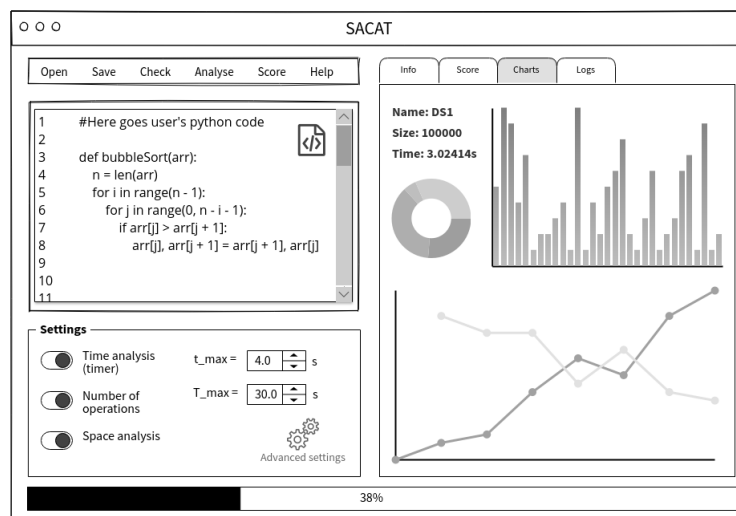 SACAT
Open Save Check Analyse Score Help
1 #Here goes user's python code
2
3 def bubbleSort(arr):
4 n = len(arr)
5 for i in range(n - 1):
6 for j in range(0, n - i - 1):
7 if arr[j] > arr[j + 1]:
8 arr[j], arr[j + 1] = arr[j + 1], arr[j]
9
10
11
Settings
Time analysis
(timer)
t_max = 4.0 s
Number of
operations
T_max = 30.0 s
Space analysis
Advanced settings
Info Score Charts Logs
Name: DS1
Size: 100000
Time: 3.02414s
38%